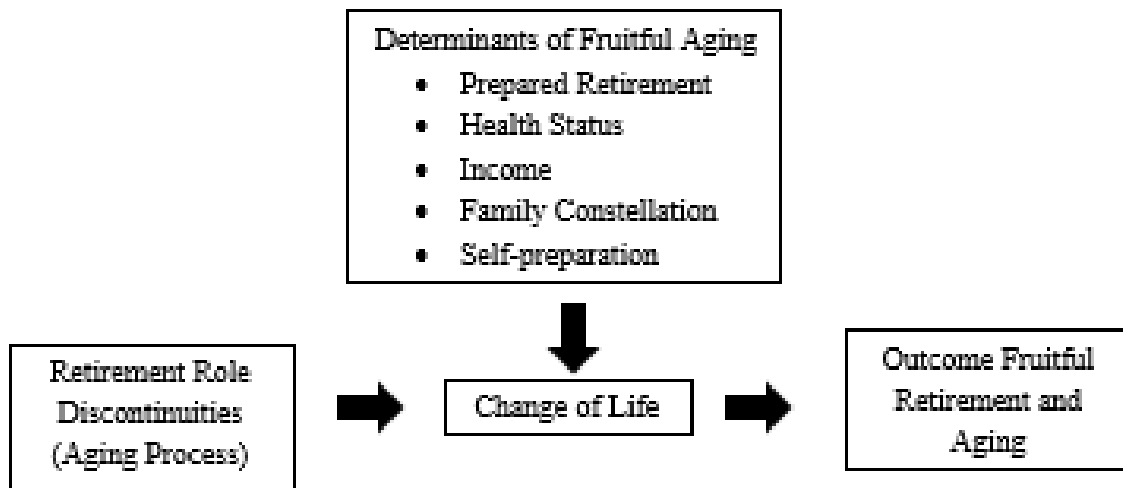 Determinants of Fruitful Aging
• Prepared Retirement
• Health Status
• Income
• Family Constellation
• Self-preparation
Retirement Role
Discontinuities
(Aging Process)
Change of Life
Outcome Fruitful
Retirement and
Aging